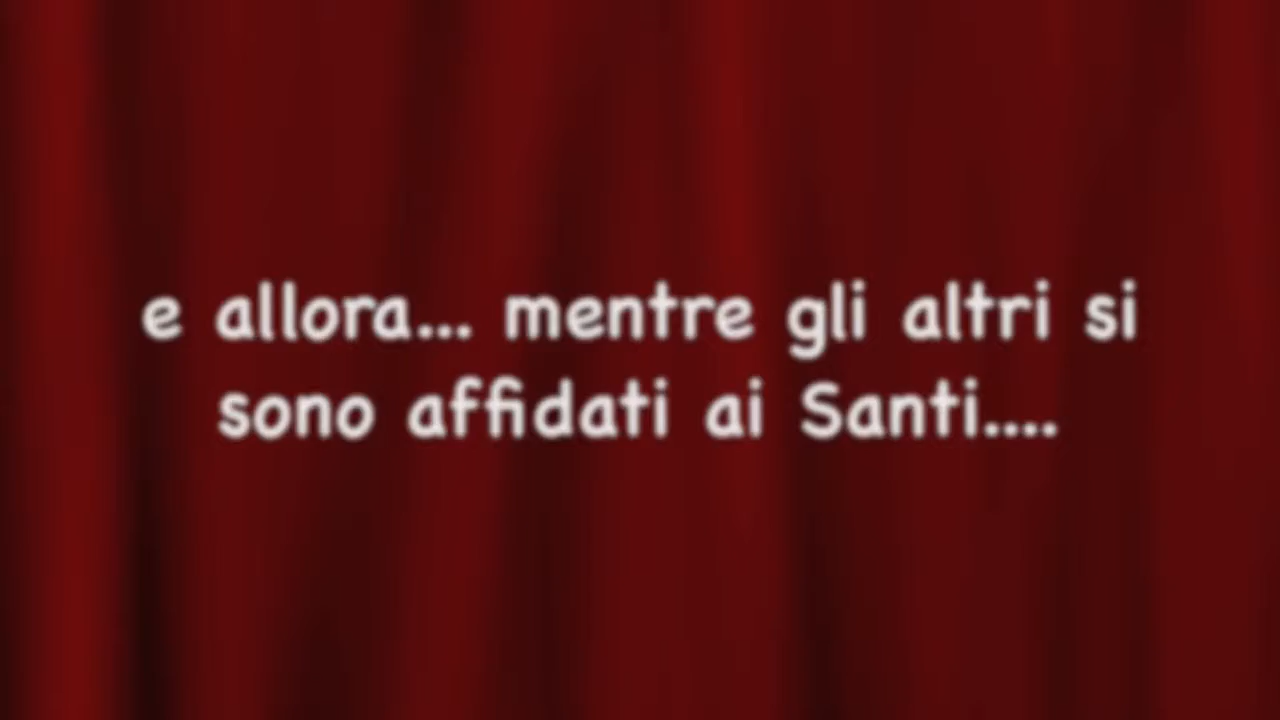 e allora... mentre gli altri si
sono affidati ai Santi....